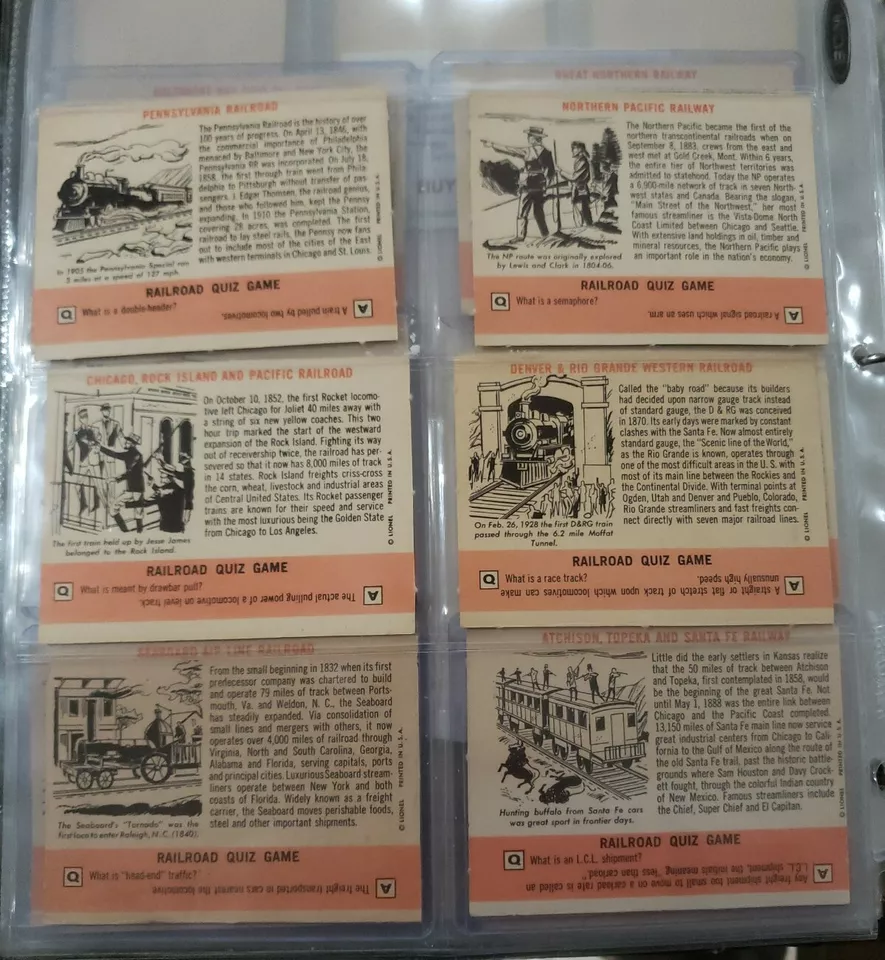 GREAT NORTHERN RAILWAY
PENNSYLVANIA RAILROAD
The Pennsylvania Railroad is the history of over
100 years of progress. On April 13, 1846, with
the commercial importance of Philadelphia
menaced by Baltimore and New York City, the
Pennsylvania RR was incorporated. On July 18,
1858, the first through train went from Phila-
delphia to Pittsburgh without transfer of pas-
sengers. J. Edgar Thomsen, the railroad genius,
and those who followed him, kept the Pennsy
expanding. In 1910 the Pennsylvania Station,
covering 28 acres, was completed. The first
railroad to lay steel rails, the Pennsy now fans
out to include most of the cities of the East
with western terminals in Chicago and St. Louis.
In 1905 the Pennsylvania Special ran
3 miles at a speed of 127 mph.
© LIONEL PRINTED IN U.S.A.
RAILROAD QUIZ GAME
Q What is a double-header?
A A train pulled by two locomotives.
NORTHERN PACIFIC RAILWAY
The Northern Pacific became the first of the
northern transcontinental railroads when on
September 8, 1883, crews from the east and
west met at Gold Creek, Mont. Within 6 years,
the entire tier of Northwest territories was
admitted to statehood. Today the NP operates
a 6,900-mile network of track in seven North-
west states and Canada. Bearing the slogan,
"Main Street of the Northwest," her most
famous streamliner is the Vista-Dome North
Coast Limited between Chicago and Seattle.
With extensive land holdings in oil, timber and
mineral resources, the Northern Pacific plays
an important role in the nation's economy.
The NP route was originally explored
by Lewis and Clark in 1804-06.
© LIONEL PRINTED IN U.S.A.
RAILROAD QUIZ GAME
Q What is a semaphore?
A A railroad signal which uses an arm.
CHICAGO, ROCK ISLAND AND PACIFIC RAILROAD
On October 10, 1852, the first Rocket locomo-
tive left Chicago for Joliet 40 miles away with
a string of six new yellow coaches. This two
hour trip marked the start of the westward
expansion of the Rock Island. Fighting its way
out of receivership twice, the railroad has per-
severed so that it now has 8,000 miles of track
in 14 states. Rock Island freights criss-cross
the corn, wheat, livestock and industrial areas
of Central United States. Its Rocket passenger
trains are known for their speed and service
with the most luxurious being the Golden State
from Chicago to Los Angeles.
The first train held up by Jesse James
belonged to the Rock Island.
© LIONEL PRINTED IN U.S.A.
RAILROAD QUIZ GAME
Q What is meant by drawbar pull?
A The actual pulling power of a locomotive on level track.
DENVER & RIO GRANDE WESTERN RAILROAD
Called the "baby road" because its builders
had decided upon narrow gauge track instead
of standard gauge, the D & RG was conceived
in 1870. Its early days were marked by constant
clashes with the Santa Fe. Now almost entirely
standard gauge, the "Scenic line of the World,"
as the Rio Grande is known, operates through
one of the most difficult areas in the U. S. with
most of its main line between the Rockies and
the Continental Divide. With terminal points at
Ogden, Utah and Denver and Pueblo, Colorado,
Rio Grande streamliners and fast freights con-
nect directly with seven major railroad lines.
On Feb. 26, 1928 the first D&RG train
passed through the 6.2 mile Moffat
Tunnel.
© LIONEL PRINTED IN U.S.A.
RAILROAD QUIZ GAME
Q What is a race track?
A A straight or flat stretch of track upon which locomotives can make
unusually high speed.
SEABOARD AIR LINE RAILROAD
From the small beginning in 1832 when its first
predecessor company was chartered to build
and operate 79 miles of track between Ports-
mouth, Va. and Weldon, N. C., the Seaboard
has steadily expanded. Via consolidation of
small lines and mergers with others, it now
operates over 4,000 miles of railroad through
Virginia, North and South Carolina, Georgia,
Alabama and Florida, serving capitals, ports
and principal cities. Luxurious Seaboard stream-
liners operate between New York and both
coasts of Florida. Widely known as a freight
carrier, the Seaboard moves perishable foods,
steel and other important shipments.
The Seaboard's "Tornado" was the
first loco to enter Raleigh, N.C. (1840).
© LIONEL PRINTED IN U.S.A.
RAILROAD QUIZ GAME
Q What is "head-end" traffic?
A The freight transported in cars nearest the locomotive
ATCHISON, TOPEKA AND SANTA FE RAILWAY
Little did the early settlers in Kansas realize
that the 50 miles of track between Atchison
and Topeka, first contemplated in 1858, would
be the beginning of the great Santa Fe. Not
until May 1, 1888 was the entire link between
Chicago and the Pacific Coast completed.
13,150 miles of Santa Fe main line now serve
great industrial centers from Chicago to Cali-
fornia to the Gulf of Mexico along the route of
the old Santa Fe trail, past the historic battle-
grounds where Sam Houston and Davy Crock-
ett fought, through the colorful Indian country
of New Mexico. Famous streamliners include
the Chief, Super Chief and El Capitan.
Hunting buffalo from Santa Fe cars
was great sport in frontier days.
© LIONEL PRINTED IN U.S.A.
RAILROAD QUIZ GAME
Q What is an L.C.L. shipment?
A Any freight shipment too small to move on a carload rate is called an
L.C.L. shipment, the initials meaning "less than carload."